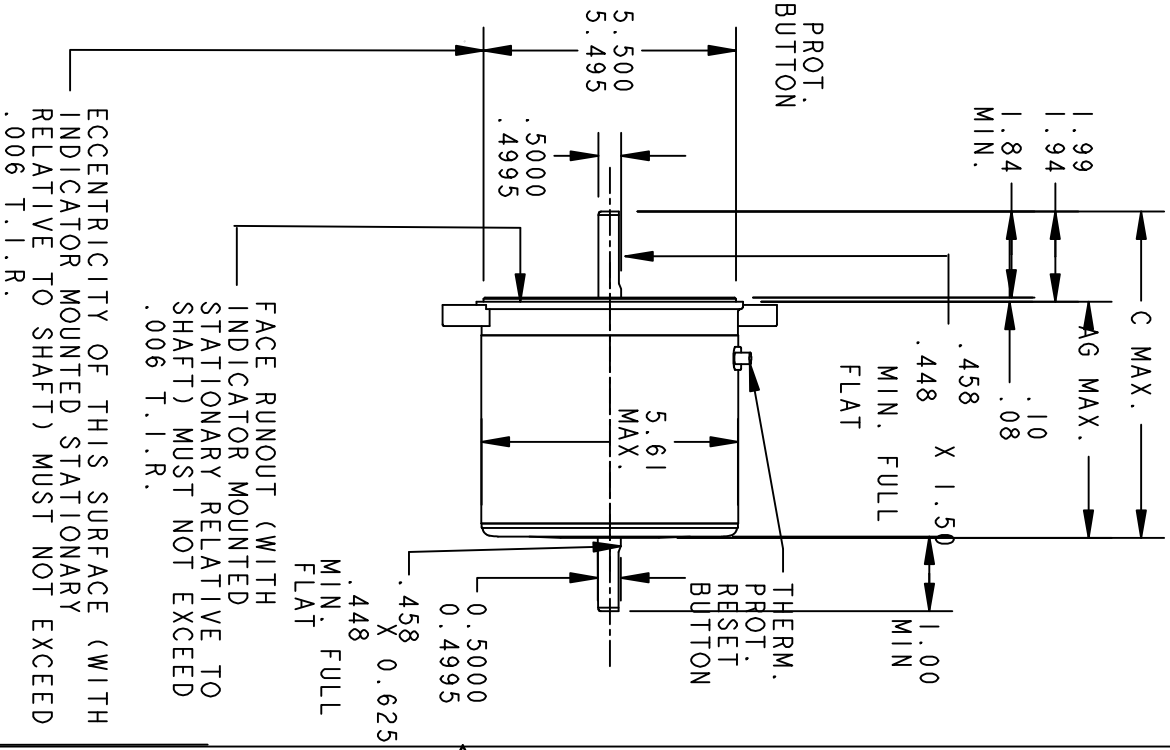 PROT.
BUTTON
5.500
5.495
.5000
.4995
1.99
1.94
1.84
MIN.
C MAX.
AG MAX.
.10
.08
.458
.448
X 1.50
MIN. FULL
FLAT
5.61
MAX.
THERM.
PROT.
RESET
BUTTON
1.00
MIN
0.5000
0.4995
.458
.448
X 0.625
MIN. FULL
FLAT
FACE RUNOUT (WITH
INDICATOR MOUNTED
STATIONARY RELATIVE TO
SHAFT) MUST NOT EXCEED
.006 T.I.R.
ECCENTRICITY OF THIS SURFACE (WITH
INDICATOR MOUNTED STATIONARY
RELATIVE TO SHAFT) MUST NOT EXCEED
.006 T.I.R.